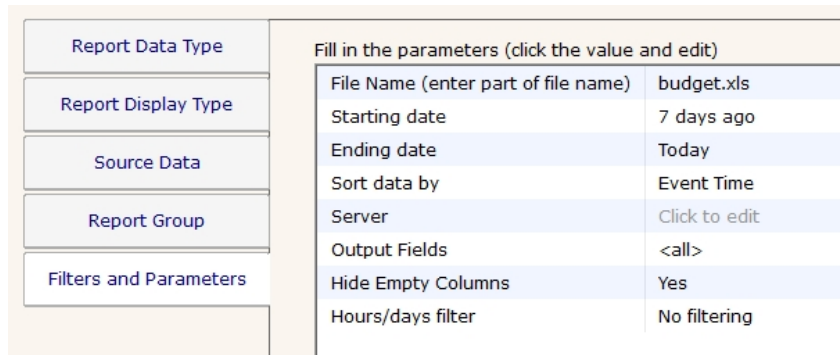 Report Data Type
Report Display Type
Source Data
Report Group
Filters and Parameters
Fill in the parameters (click the value and edit)
File Name (enter part of file name) budget.xls
Starting date 7 days ago
Ending date Today
Sort data by Event Time
Server Click to edit
Output Fields <all>
Hide Empty Columns Yes
Hours/days filter No filtering